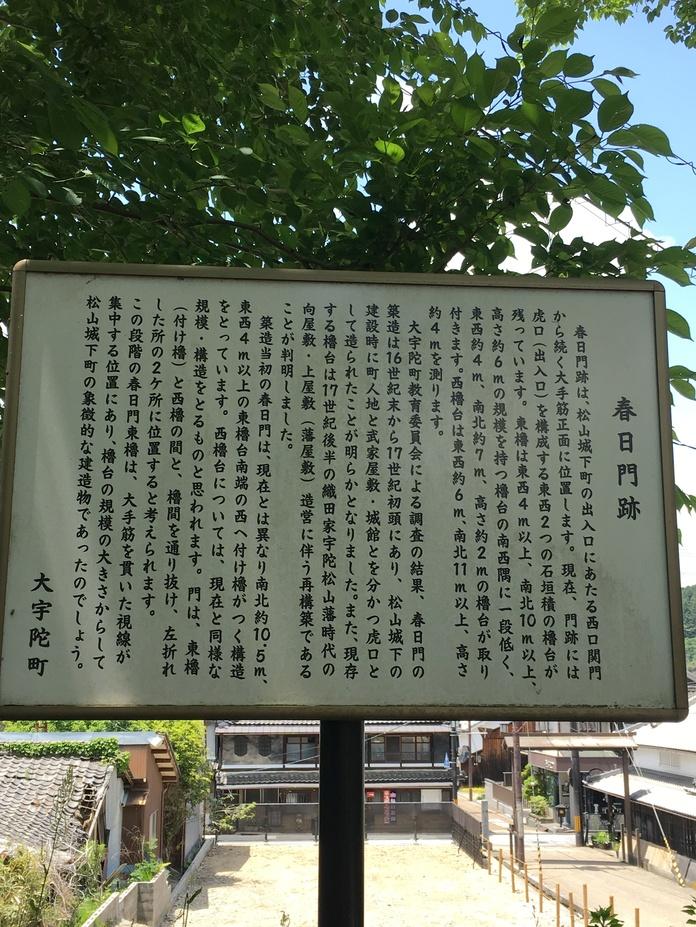 春日門跡
春日門跡は、松山城下町の出入口にあたる西口関門
から続く大手筋正面に位置します。現在、門跡には
虎口(出入口)を構成する東西2つの石垣積の櫓台が
残っています。東櫓は東西4m以上、南北10m以上、
高さ約6mの規模を持つ櫓台の南西隅に一段低く、
東西約4m、南北約7m、高さ約2mの櫓台が取り
付きます。西櫓台は東西約6m、南北11m以上、高さ
約4mを測ります。
大宇陀町教育委員会による調査の結果、春日門の
築造は16世紀末から17世紀初頭にあり、松山城下の
建設時に町人地と武家屋敷・城館とを分かつ虎口と
して造られたことが明らかとなりました。また、現存
する櫓台は17世紀後半の織田家宇陀松山藩時代の
向屋敷・上屋敷(藩屋敷)造営に伴う再構築である
ことが判明しました。
築造当初の春日門は、現在とは異なり南北約10.5m、
東西4m以上の東櫓台南端の西へ付け櫓がつく構造
をとっています。西櫓台については、現在と同様な
規模・構造をとるものと思われます。門は、東櫓
(付け櫓)と西櫓の間と、櫓間を通り抜け、左折れ
した所の2ケ所に位置すると考えられます。
この段階の春日門東櫓は、大手筋を貫いた視線が
集中する位置にあり、櫓台の規模の大きさからして
松山城下町の象徴的な建造物であったのでしょう。
大宇陀町